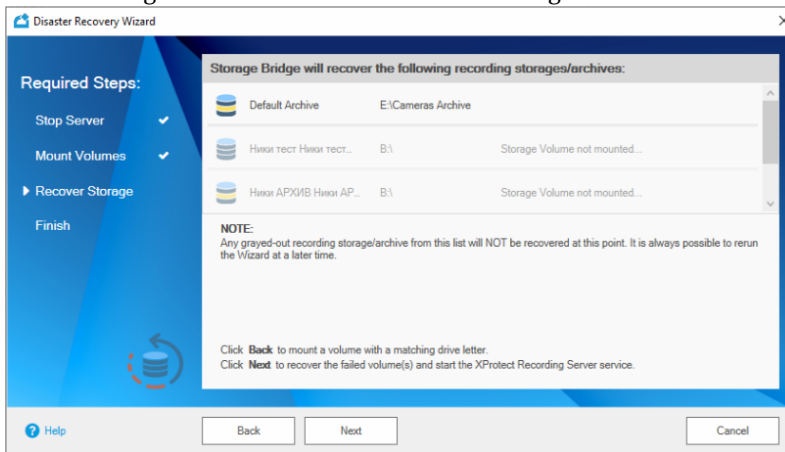 Disaster Recovery Wizard
Required Steps:
Stop Server
Mount Volumes
Recover Storage
Finish
Storage Bridge will recover the following recording storages/archives:
Default Archive E:\Cameras Archive
Ники тест Ники тест... B:\ Storage Volume not mounted...
Ники АРХИВ Ники АР... B:\ Storage Volume not mounted...
NOTE:
Any grayed-out recording storage/archive from this list will NOT be recovered at this point. It is always possible to rerun
the Wizard at a later time.
Click Back to mount a volume with a matching drive letter.
Click Next to recover the failed volume(s) and start the XProtect Recording Server service.
Help
Back
Next
Cancel